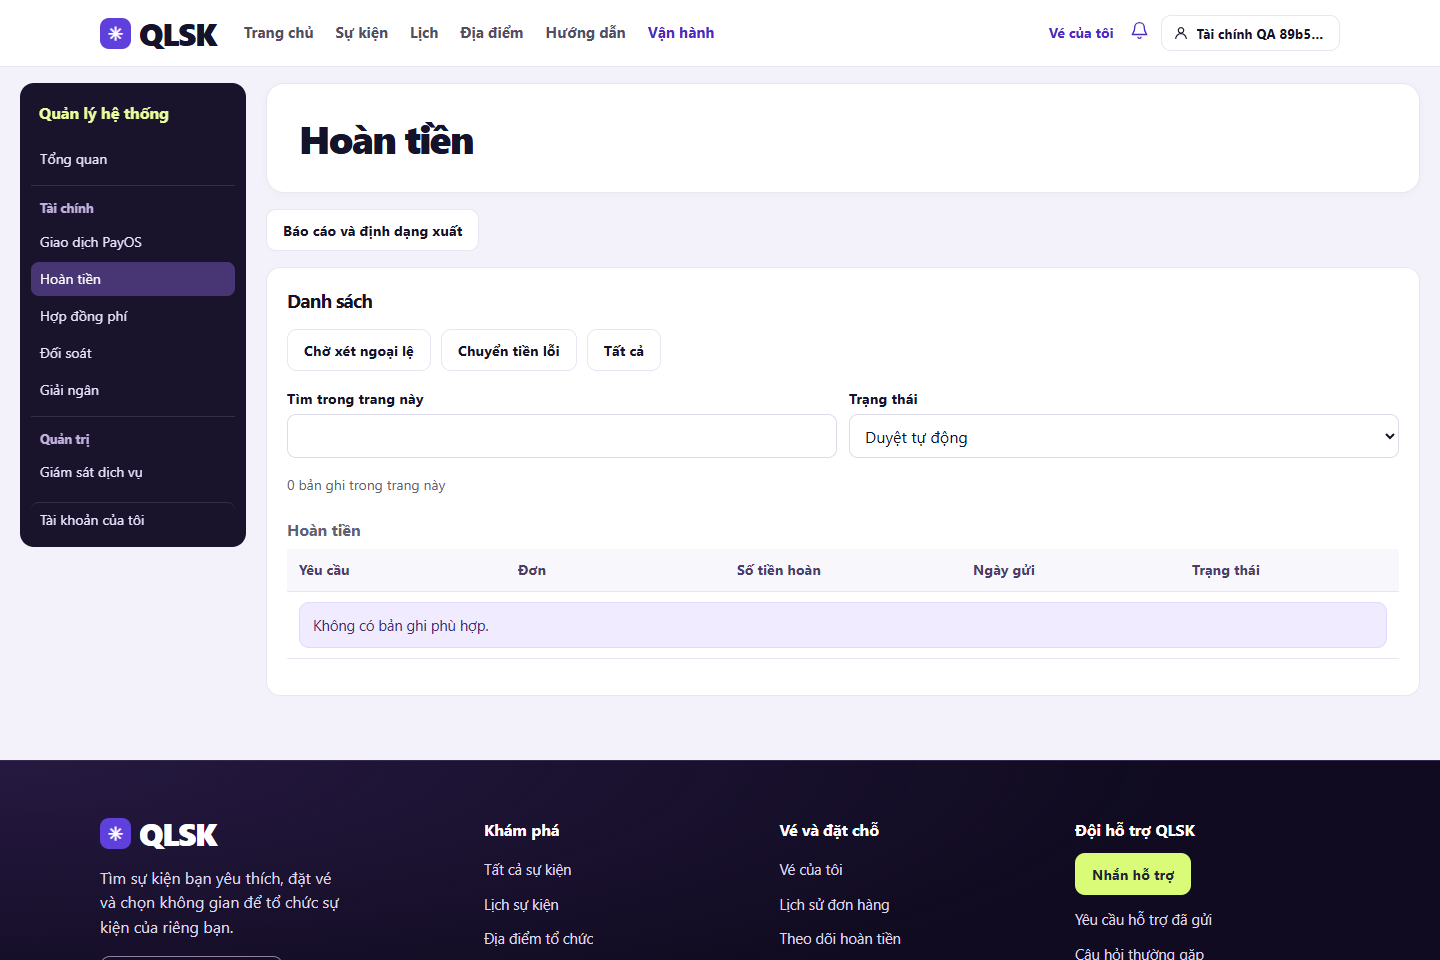 QLSK
Trang chủ
Sự kiện
Lịch
Địa điểm
Hướng dẫn
Vận hành
Vé của tôi
Tài chính QA 89b5...
Quản lý hệ thống
Tổng quan
Tài chính
Giao dịch PayOS
Hoàn tiền
Hợp đồng phí
Đối soát
Giải ngân
Quản trị
Giám sát dịch vụ
Tài khoản của tôi
Hoàn tiền
Báo cáo và định dạng xuất
Danh sách
Chờ xét ngoại lệ
Chuyển tiền lỗi
Tất cả
Tìm trong trang này
Trạng thái
Duyệt tự động
0 bản ghi trong trang này
Hoàn tiền
Yêu cầu
Đơn
Số tiền hoàn
Ngày gửi
Trạng thái
Không có bản ghi phù hợp.
QLSK
Tìm sự kiện bạn yêu thích, đặt vé
và chọn không gian để tổ chức sự
kiện của riêng bạn.
Khám phá
Tất cả sự kiện
Lịch sự kiện
Địa điểm tổ chức
Vé và đặt chỗ
Vé của tôi
Lịch sử đơn hàng
Theo dõi hoàn tiền
Đội hỗ trợ QLSK
Nhắn hỗ trợ
Yêu cầu hỗ trợ đã gửi
Câu hỏi thường gặp